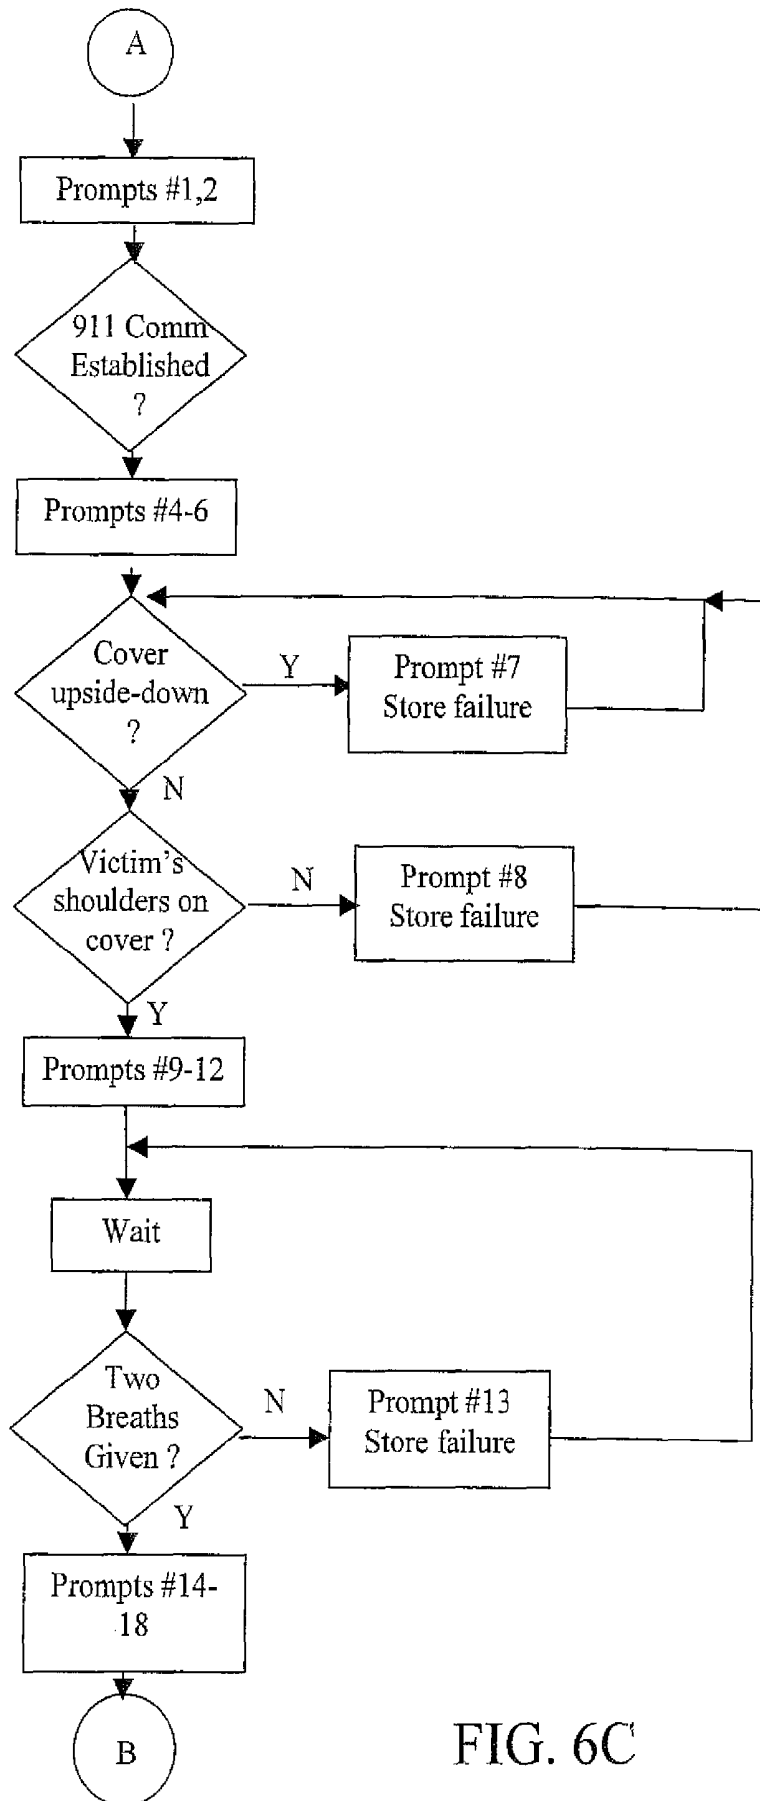 A
Prompts #1,2
911 Comm
Established
?
Prompts #4-6
Cover
upside-down
?
Y
Prompt #7
Store failure
N
Victim's
shoulders on
cover ?
N
Prompt #8
Store failure
Y
Prompts #9-12
Wait
Two
Breaths
Given ?
N
Prompt #13
Store failure
Y
Prompts #14-
18
B
FIG. 6C